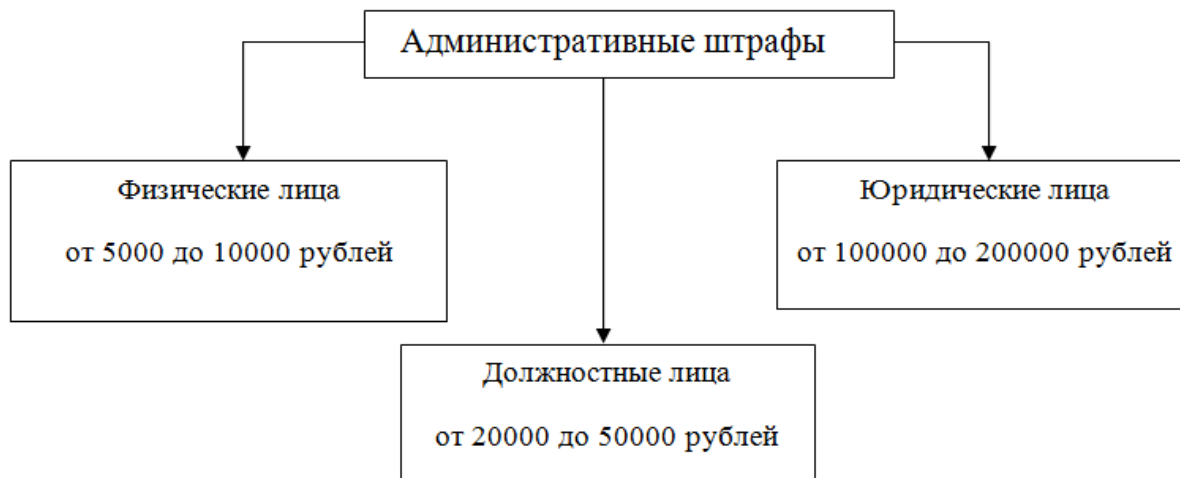 Административные штрафы
Физические лица
от 5000 до 10000 рублей
Юридические лица
от 100000 до 200000 рублей
Должностные лица
от 20000 до 50000 рублей